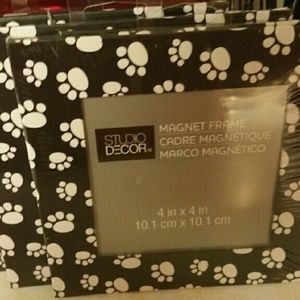 STUDIO
DECOR®
MAGNET FRAME
CADRE MAGNÉTIQUE
MARCO MAGNÉTICO
4 in x 4 in
10.1 cm x 10.1 cm